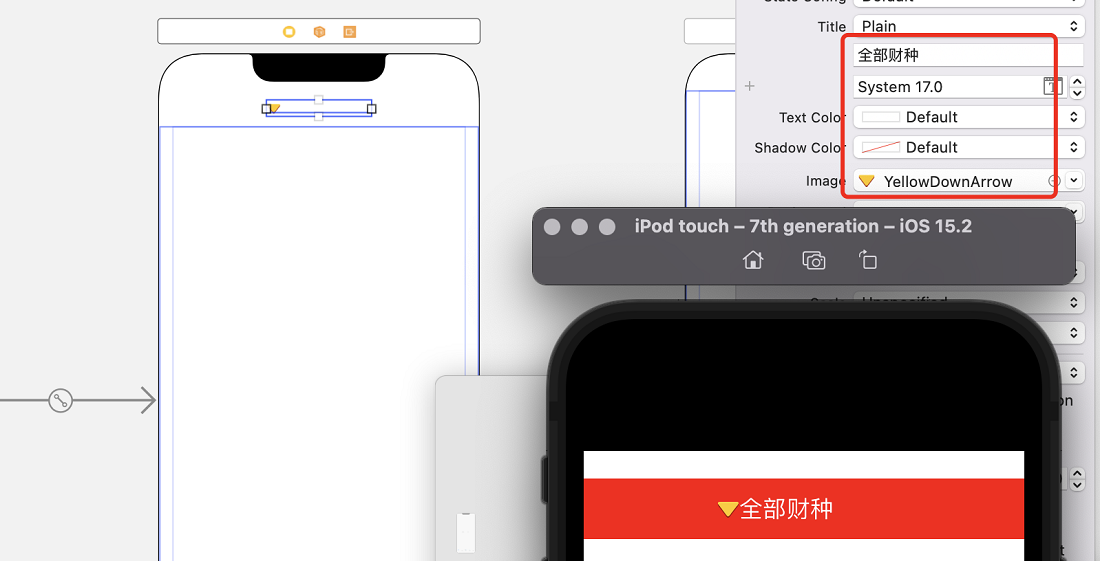 Title Plain
全部财种
System 17.0
Text Color Default
Shadow Color Default
Image YellowDownArrow
iPod touch – 7th generation – iOS 15.2
全部财种